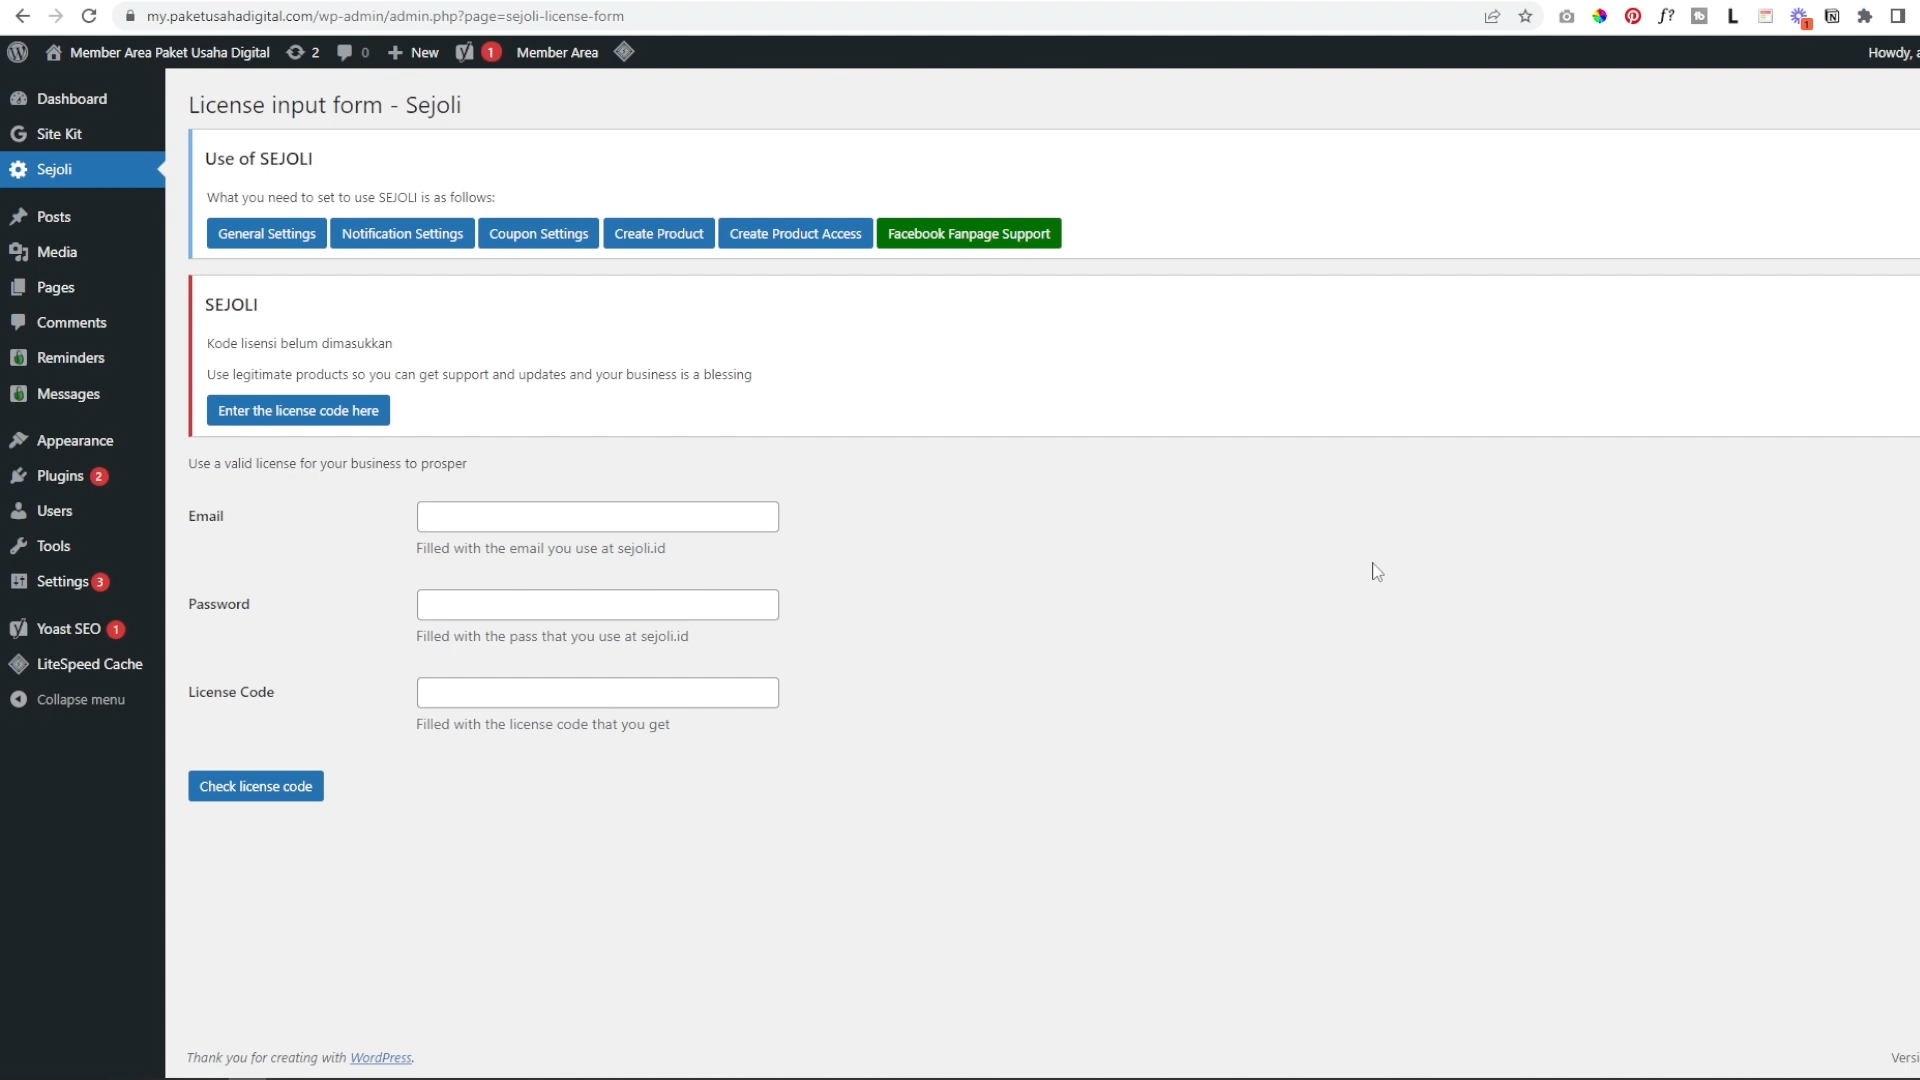 my.paketusahadigital.com/wp-admin/admin.php?page=sejoli-license-form
Member Area Paket Usaha Digital 2 0 New 1 Member Area Howdy, a
Dashboard
Site Kit
Sejoli
Posts
Media
Pages
Comments
Reminders
Messages
Appearance
Plugins 2
Users
Tools
Settings 3
Yoast SEO 1
LiteSpeed Cache
Collapse menu
License input form - Sejoli
Use of SEJOLI
What you need to set to use SEJOLI is as follows:
General Settings Notification Settings Coupon Settings Create Product Create Product Access Facebook Fanpage Support
SEJOLI
Kode lisensi belum dimasukkan
Use legitimate products so you can get support and updates and your business is a blessing
Enter the license code here
Use a valid license for your business to prosper
Email
Filled with the email you use at sejoli.id
Password
Filled with the pass that you use at sejoli.id
License Code
Filled with the license code that you get
Check license code
Thank you for creating with WordPress. Versi